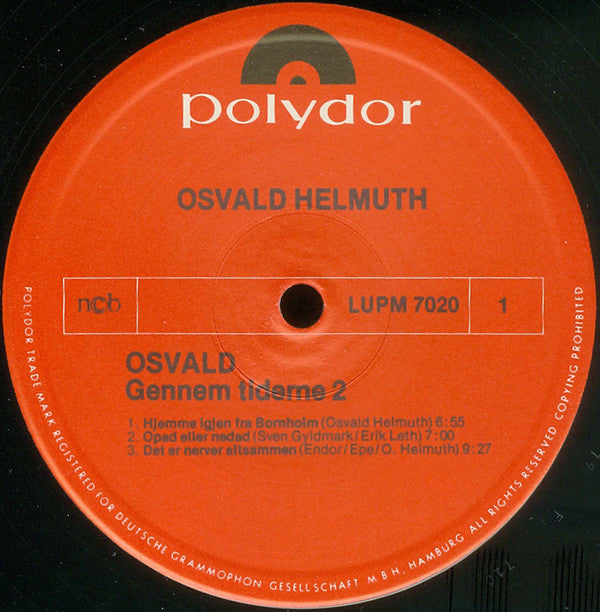 polydor
OSVALD HELMUTH
ncb
LUPM 7020
1
OSVALD
Gennem tiderne 2
1. Hjemme igjen fra Bornholm (Osvald Helmuth) 6:55
2. Opad eller nedad (Sven Gyldmark/Erik Leth) 7:00
3. Det er nerver altsammen (Endor/Epe/O. Helmuth) 9:27
POLYDOR TRADE MARK REGISTERED FOR DEUTSCHE GRAMMOPHON GESELLSCHAFT MBH, HAMBURG ALL RIGHTS RESERVED COPYING PROHIBITED